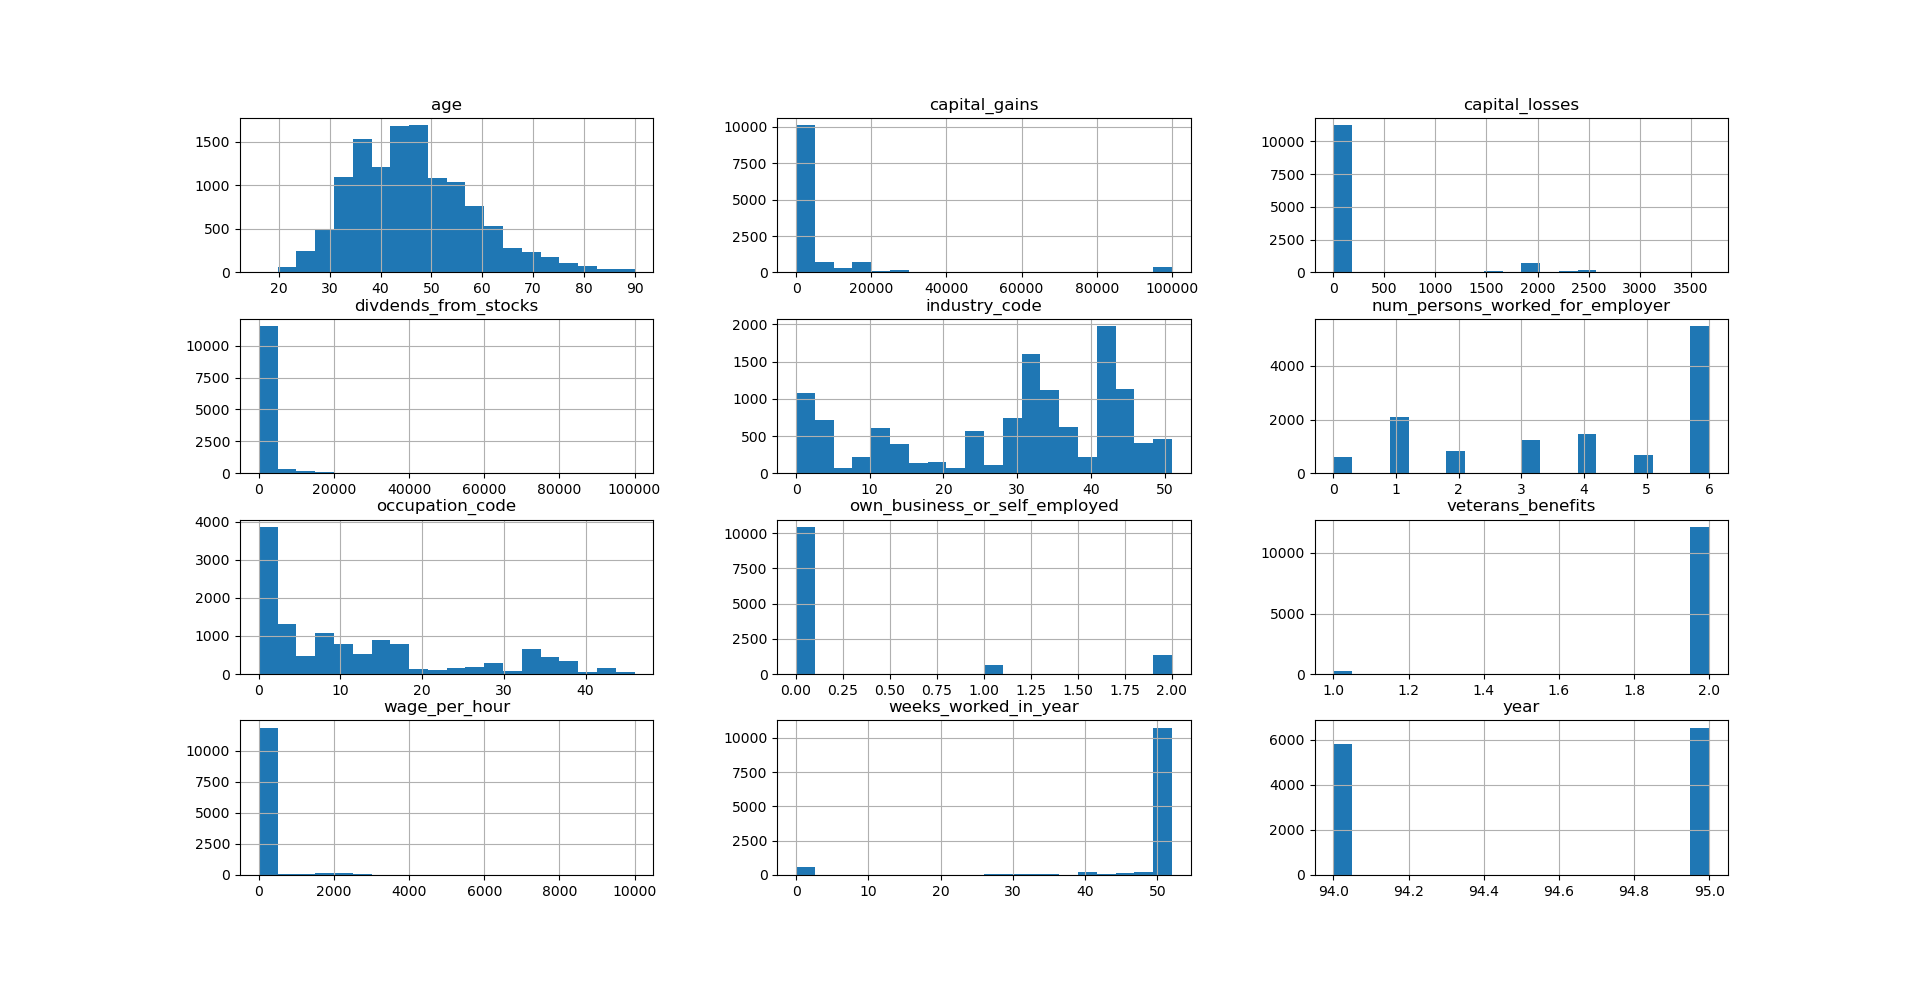 age
1500
1000
500
0
20 30 40 50 60 70 80 90
capital_gains
10000
7500
5000
2500
0
0 20000 40000 60000 80000 100000
capital_losses
10000
7500
5000
2500
0
0 500 1000 1500 2000 2500 3000 3500
divdends_from_stocks
10000
7500
5000
2500
0
0 20000 40000 60000 80000 100000
industry_code
2000
1500
1000
500
0
0 10 20 30 40 50
num_persons_worked_for_employer
4000
2000
0
0 1 2 3 4 5 6
occupation_code
4000
3000
2000
1000
0
0 10 20 30 40
own_business_or_self_employed
10000
7500
5000
2500
0
0.00 0.25 0.50 0.75 1.00 1.25 1.50 1.75 2.00
veterans_benefits
10000
5000
0
1.0 1.2 1.4 1.6 1.8 2.0
wage_per_hour
10000
7500
5000
2500
0
0 2000 4000 6000 8000 10000
weeks_worked_in_year
10000
7500
5000
2500
0
0 10 20 30 40 50
year
6000
4000
2000
0
94.0 94.2 94.4 94.6 94.8 95.0